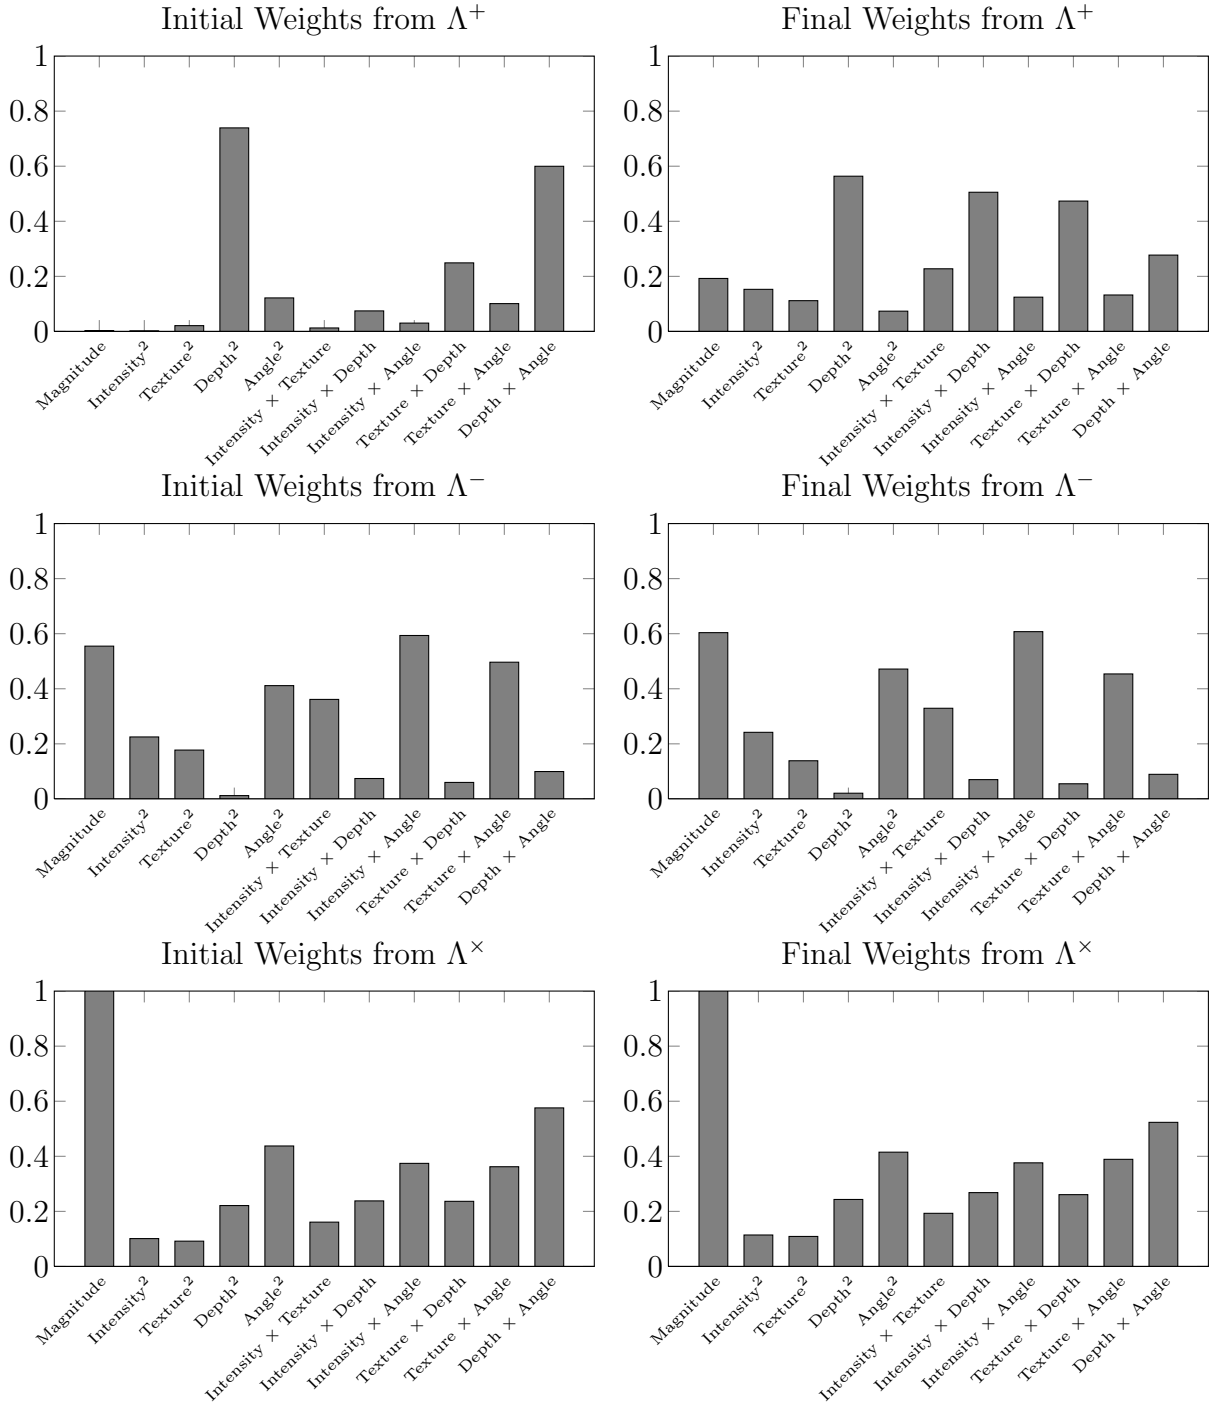 Initial Weights from Λ⁺
1
0.8
0.6
0.4
0.2
0
Magnitude
Intensity²
Texture²
Depth²
Angle²
Intensity × Texture
Intensity × Depth
Intensity × Angle
Texture × Depth
Texture × Angle
Depth × Angle
Final Weights from Λ⁺
1
0.8
0.6
0.4
0.2
0
Magnitude
Intensity²
Texture²
Depth²
Angle²
Intensity × Texture
Intensity × Depth
Intensity × Angle
Texture × Depth
Texture × Angle
Depth × Angle
Initial Weights from Λ⁻
1
0.8
0.6
0.4
0.2
0
Magnitude
Intensity²
Texture²
Depth²
Angle²
Intensity × Texture
Intensity × Depth
Intensity × Angle
Texture × Depth
Texture × Angle
Depth × Angle
Final Weights from Λ⁻
1
0.8
0.6
0.4
0.2
0
Magnitude
Intensity²
Texture²
Depth²
Angle²
Intensity × Texture
Intensity × Depth
Intensity × Angle
Texture × Depth
Texture × Angle
Depth × Angle
Initial Weights from Λ×
1
0.8
0.6
0.4
0.2
0
Magnitude
Intensity²
Texture²
Depth²
Angle²
Intensity × Texture
Intensity × Depth
Intensity × Angle
Texture × Depth
Texture × Angle
Depth × Angle
Final Weights from Λ×
1
0.8
0.6
0.4
0.2
0
Magnitude
Intensity²
Texture²
Depth²
Angle²
Intensity × Texture
Intensity × Depth
Intensity × Angle
Texture × Depth
Texture × Angle
Depth × Angle